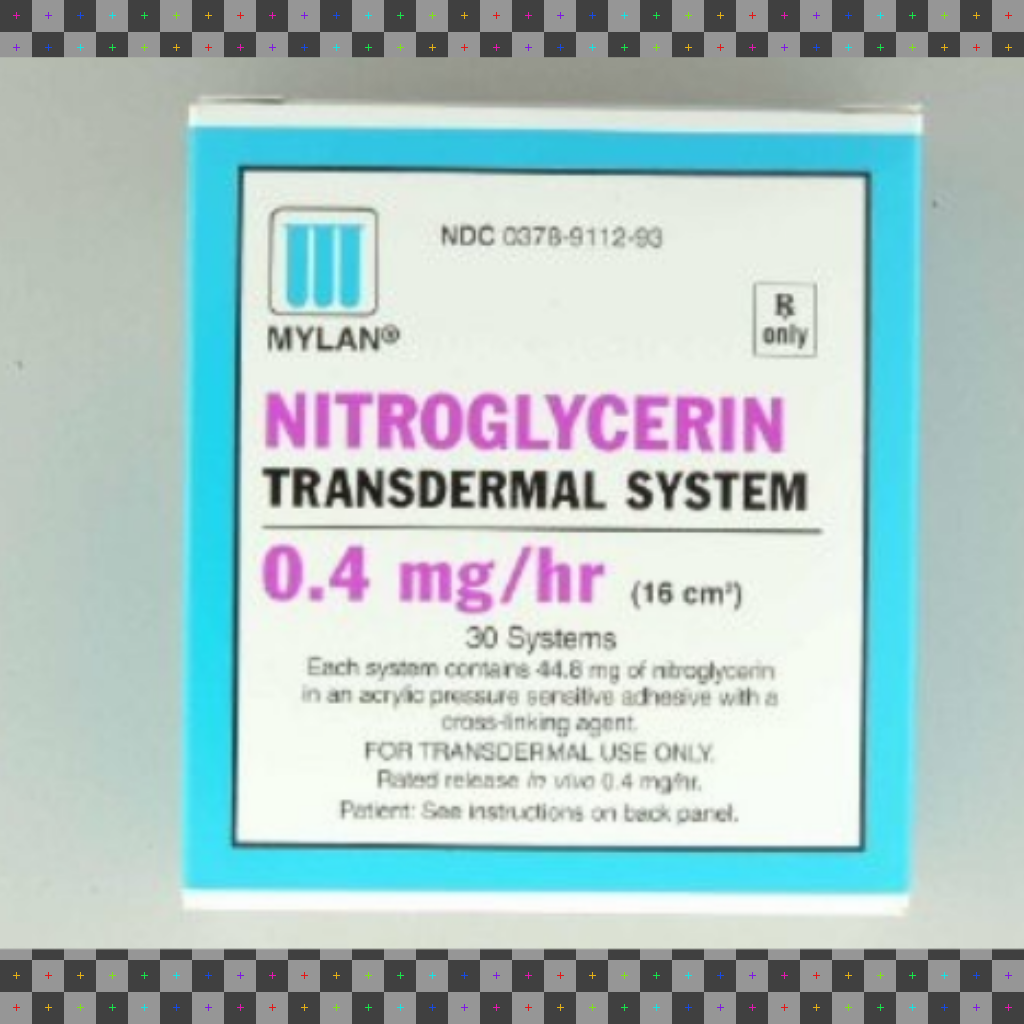 NDC 0378-9112-93
MYLAN®
℞
only
NITROGLYCERIN
TRANSDERMAL SYSTEM
0.4 mg/hr (16 cm²)
30 Systems
Each system contains 44.8 mg of nitroglycerin
in an acrylic pressure sensitive adhesive with a
cross-linking agent.
FOR TRANSDERMAL USE ONLY.
Rated release in vivo 0.4 mg/hr.
Patient: See instructions on back panel.